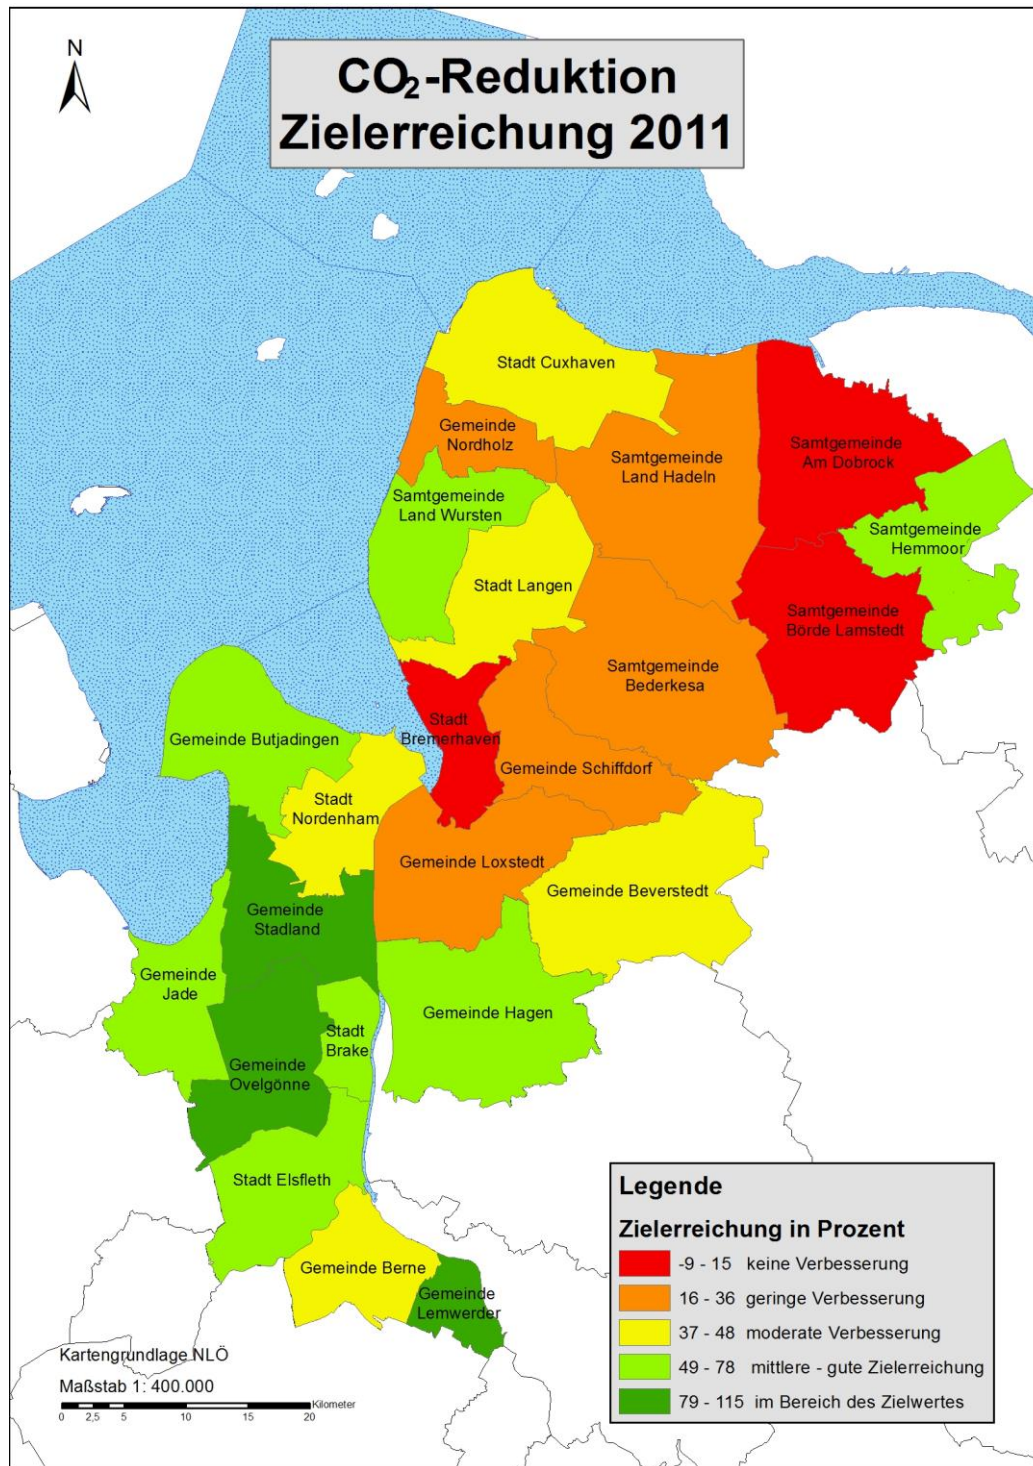 N
CO₂-Reduktion
Zielerreichung 2011
Stadt Cuxhaven
Gemeinde
Nordholz
Samtgemeinde
Land Hadeln
Samtgemeinde
Am Dobrock
Samtgemeinde
Land Wursten
Samtgemeinde
Hemmoor
Stadt Langen
Samtgemeinde
Börde Lamstedt
Samtgemeinde
Bederkesa
Stadt
Bremerhaven
Gemeinde Butjadingen
Gemeinde Schiffdorf
Stadt
Nordenham
Gemeinde Loxstedt
Gemeinde Beverstedt
Gemeinde
Stadland
Gemeinde
Jade
Gemeinde Hagen
Stadt
Brake
Gemeinde
Ovelgönne
Stadt Elsfleth
Gemeinde Berne
Gemeinde
Lemwerder
Legende
Zielerreichung in Prozent
-9 - 15 keine Verbesserung
16 - 36 geringe Verbesserung
37 - 48 moderate Verbesserung
49 - 78 mittlere - gute Zielerreichung
79 - 115 im Bereich des Zielwertes
Kartengrundlage NLÖ
Maßstab 1: 400.000
Kilometer
0 2,5 5 10 15 20